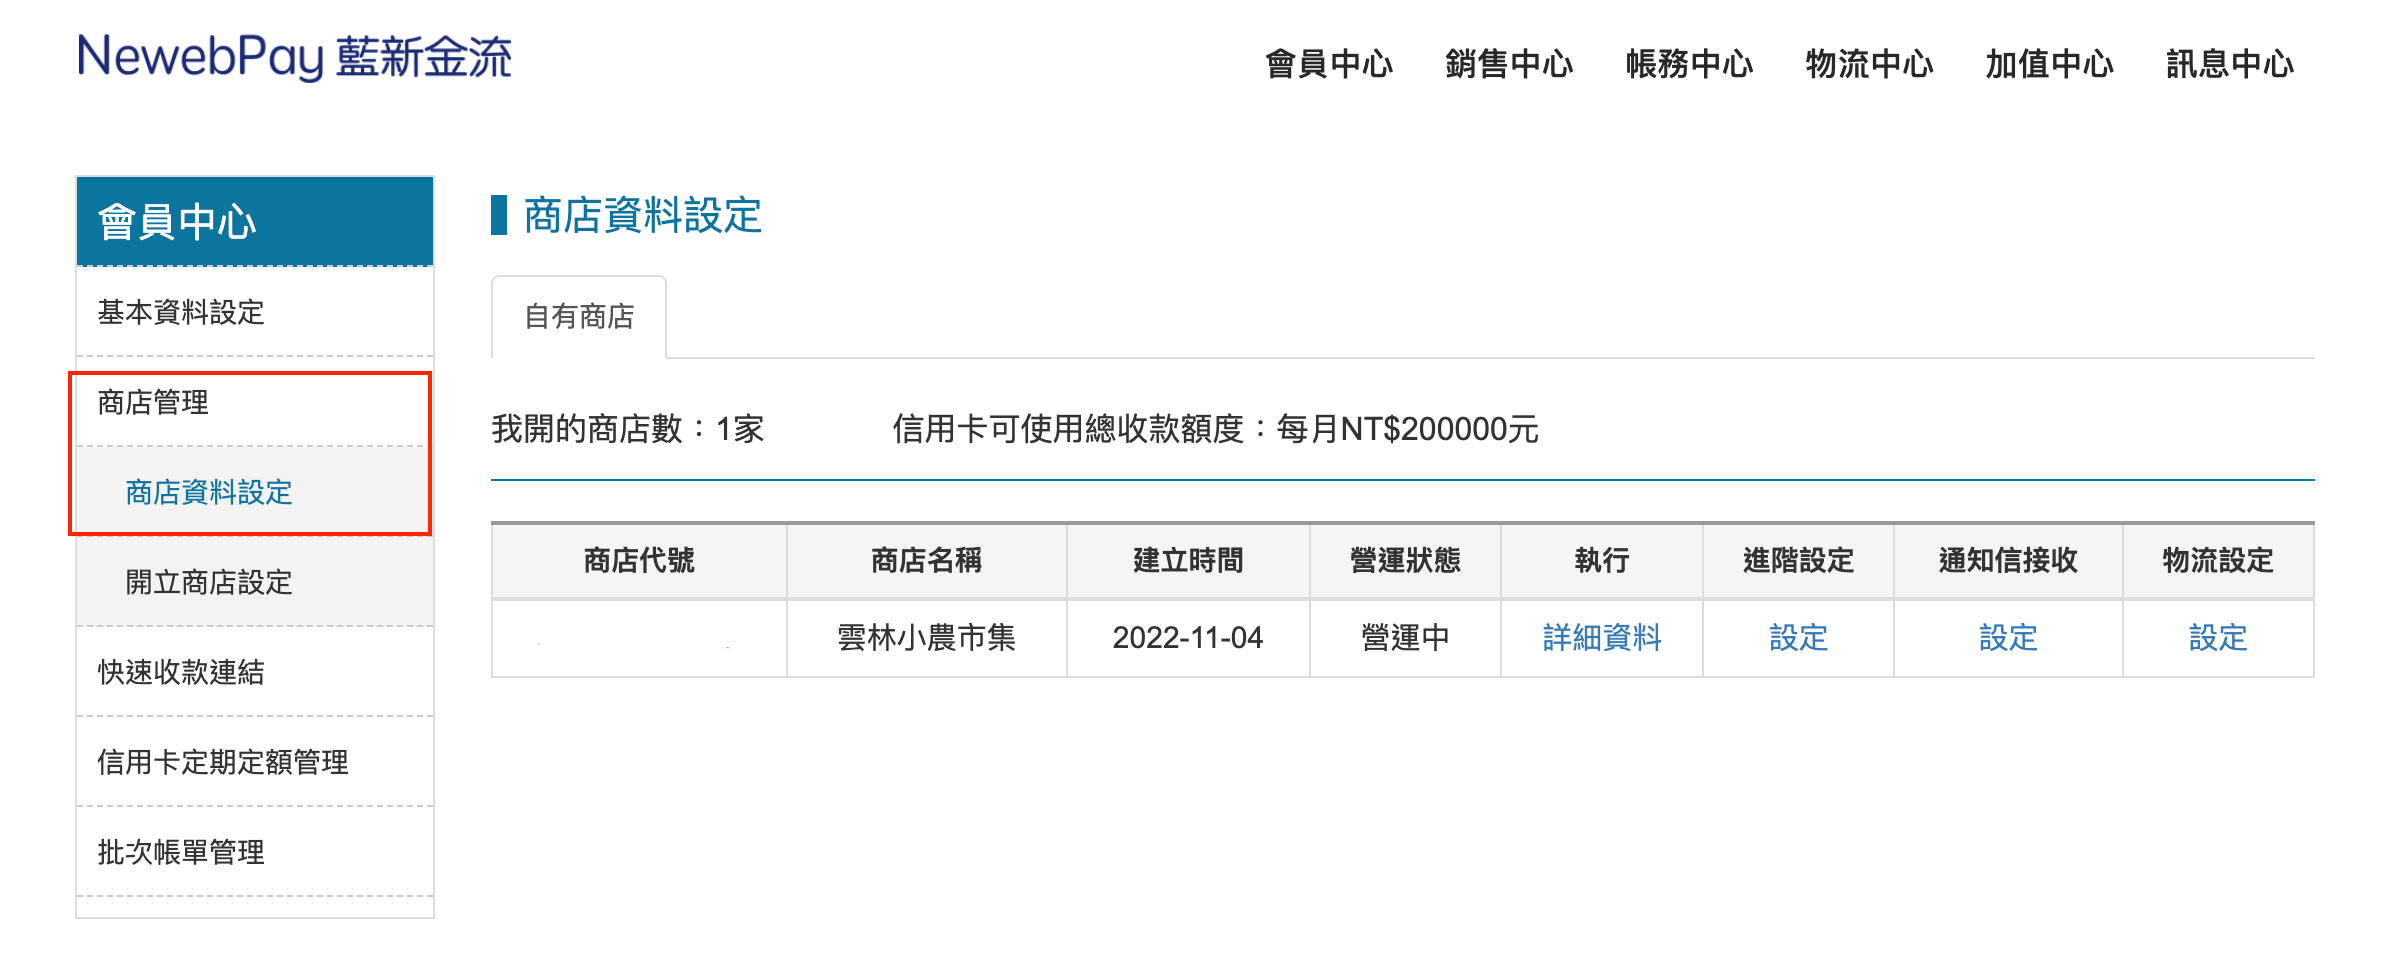 NewebPay 藍新金流
會員中心 銷售中心 帳務中心 物流中心 加值中心 訊息中心
會員中心
基本資料設定
商店管理
商店資料設定
開立商店設定
快速收款連結
信用卡定期定額管理
批次帳單管理
商店資料設定
自有商店
我開的商店數：1家 信用卡可使用總收款額度：每月NT$200000元
商店代號 商店名稱 建立時間 營運狀態 執行 進階設定 通知信接收 物流設定
雲林小農市集 2022-11-04 營運中 詳細資料 設定 設定 設定